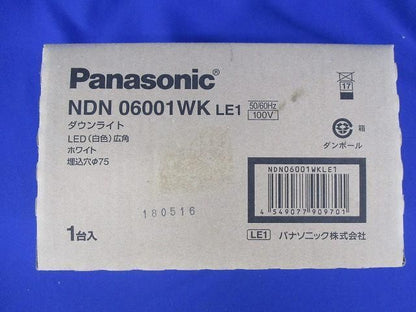 Panasonic®
NDN 06001WK LE1
50/60Hz
100V
17
ダウンライト
LED(白色)広角
ホワイト
埋込穴Φ75
箱
ダンボール
NDN06001WKLE1
4 549077 909701
180516
1台入
LE1 パナソニック株式会社